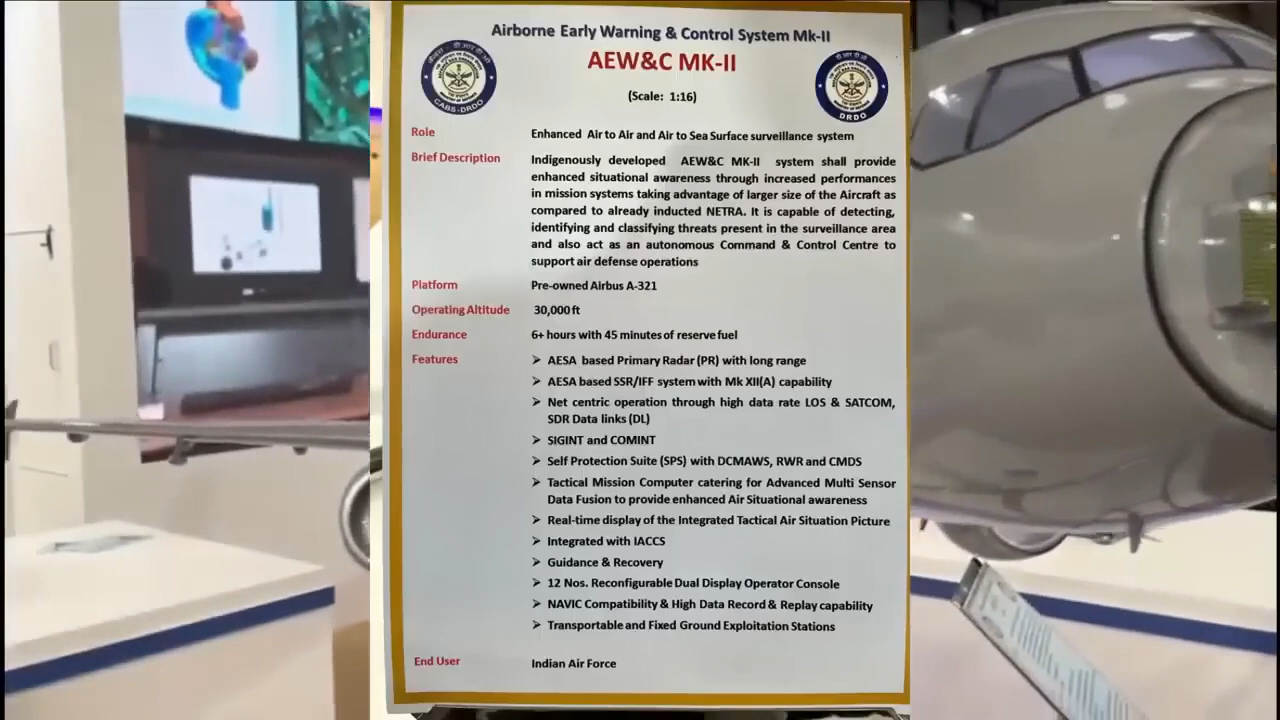 Airborne Early Warning & Control System Mk-II
AEW&C MK-II
(Scale: 1:16)
CABS-DRDO
DRDO
Role Enhanced Air to Air and Air to Sea Surface surveillance system
Brief Description Indigenously developed AEW&C MK-II system shall provide
enhanced situational awareness through increased performances
in mission systems taking advantage of larger size of the Aircraft as
compared to already inducted NETRA. It is capable of detecting,
identifying and classifying threats present in the surveillance area
and also act as an autonomous Command & Control Centre to
support air defense operations
Platform Pre-owned Airbus A-321
Operating Altitude 30,000 ft
Endurance 6+ hours with 45 minutes of reserve fuel
Features ➢ AESA based Primary Radar (PR) with long range
➢ AESA based SSR/IFF system with Mk XII(A) capability
➢ Net centric operation through high data rate LOS & SATCOM,
SDR Data links (DL)
➢ SIGINT and COMINT
➢ Self Protection Suite (SPS) with DCMAWS, RWR and CMDS
➢ Tactical Mission Computer catering for Advanced Multi Sensor
Data Fusion to provide enhanced Air Situational awareness
➢ Real-time display of the Integrated Tactical Air Situation Picture
➢ Integrated with IACCS
➢ Guidance & Recovery
➢ 12 Nos. Reconfigurable Dual Display Operator Console
➢ NAVIC Compatibility & High Data Record & Replay capability
➢ Transportable and Fixed Ground Exploitation Stations
End User Indian Air Force